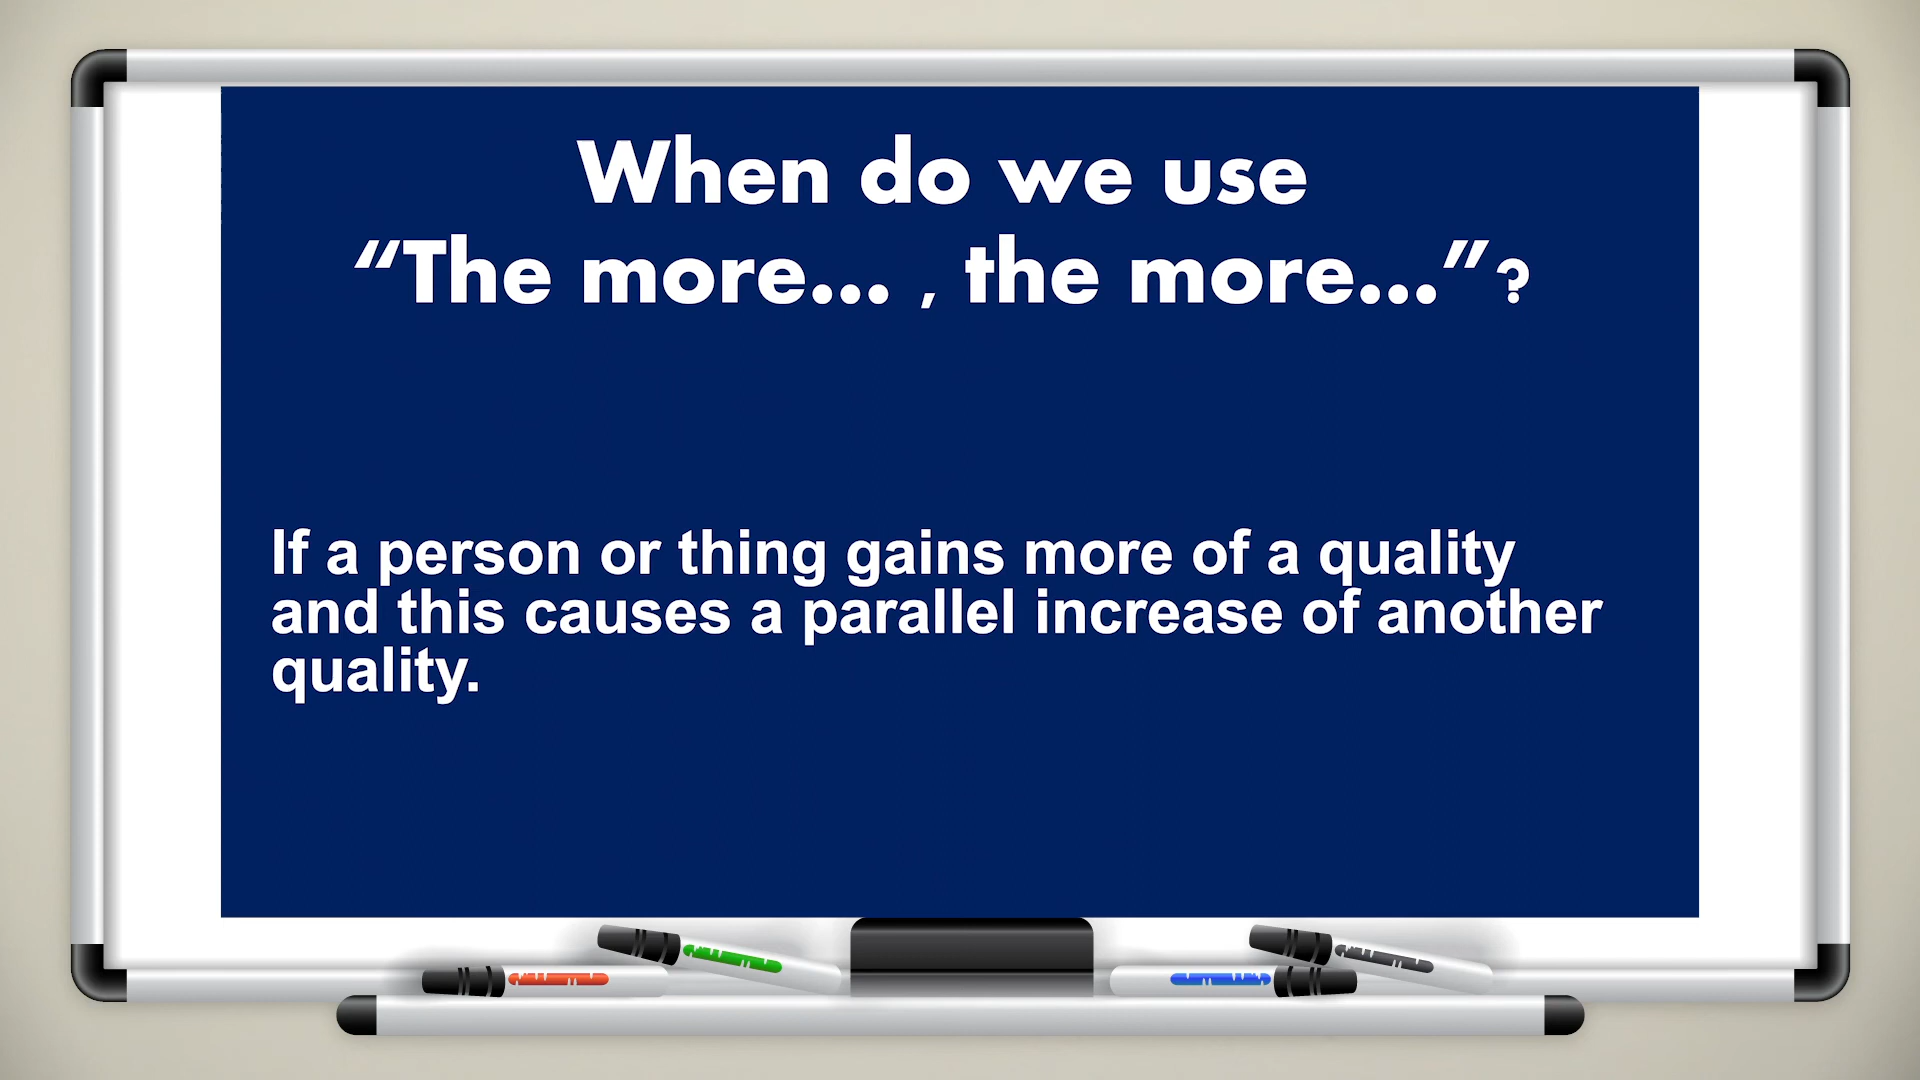 When do we use
“The more... , the more...”?
If a person or thing gains more of a quality
and this causes a parallel increase of another
quality.